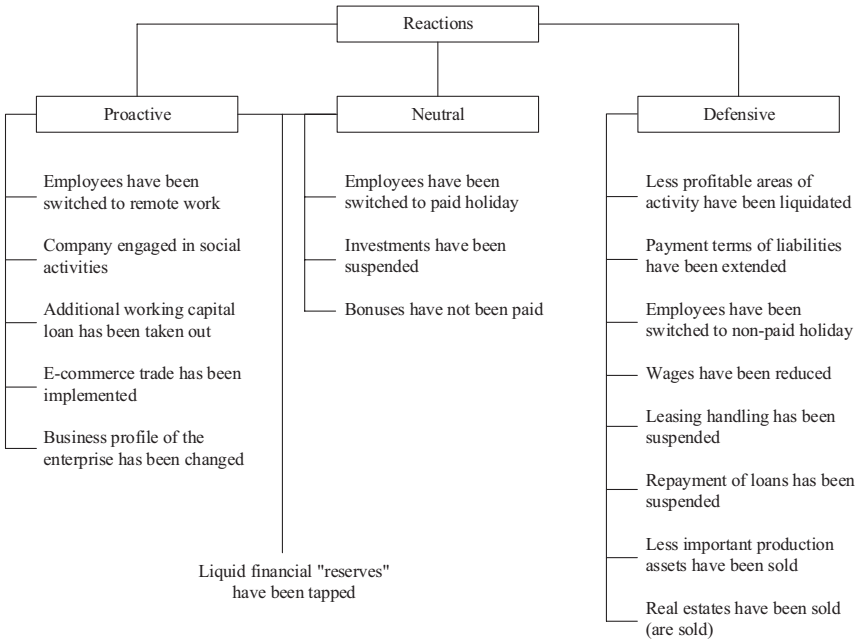 Reactions
Proactive
Neutral
Defensive
Employees have been
switched to remote work
Company engaged in social
activities
Additional working capital
loan has been taken out
E-commerce trade has been
implemented
Business profile of the
enterprise has been changed
Liquid financial "reserves"
have been tapped
Employees have been
switched to paid holiday
Investments have been
suspended
Bonuses have not been paid
Less profitable areas of
activity have been liquidated
Payment terms of liabilities
have been extended
Employees have been
switched to non-paid holiday
Wages have been reduced
Leasing handling has been
suspended
Repayment of loans has been
suspended
Less important production
assets have been sold
Real estates have been sold
(are sold)